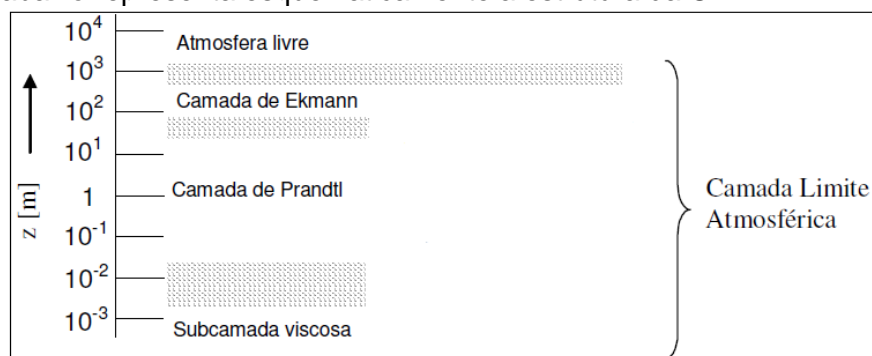 Atmosfera livre
Camada de Ekmann
Camada de Prandtl
Subcamada viscosa
10⁴
10³
10²
10¹
1
10⁻¹
10⁻²
10⁻³
z [m]
Camada Limite
Atmosférica